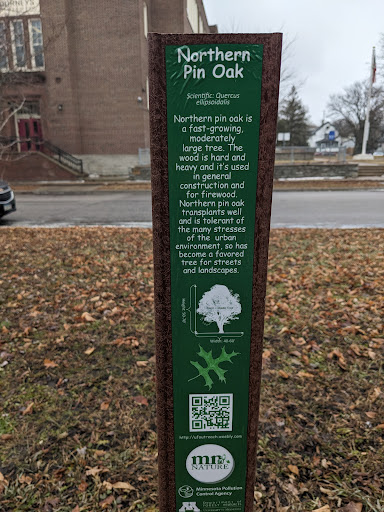 Northern
Pin Oak
Scientific: Quercus
ellipsoidalis
Northern pin oak is
a fast-growing,
moderately
large tree. The
wood is hard and
heavy and it's used
in general
construction and
for firewood.
Northern pin oak
transplants well
and is tolerant of
the many stresses
of the urban
environment, so has
become a favored
tree for streets
and landscapes.
mn
NATURE
Minnesota Pollution
Control Agency